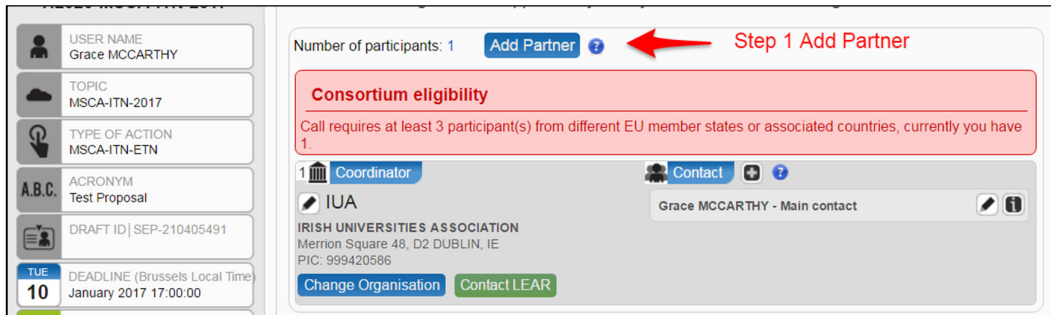 USER NAME
Grace MCCARTHY
TOPIC
MSCA-ITN-2017
TYPE OF ACTION
MSCA-ITN-ETN
A.B.C.
ACRONYM
Test Proposal
DRAFT ID| SEP-210405491
TUE
10
DEADLINE (Brussels Local Time)
January 2017 17:00:00
Number of participants: 1
Add Partner
?
Step 1 Add Partner
Consortium eligibility
Call requires at least 3 participant(s) from different EU member states or associated countries, currently you have
1.
1
Coordinator
IUA
IRISH UNIVERSITIES ASSOCIATION
Merrion Square 48, D2 DUBLIN, IE
PIC: 999420586
Change Organisation
Contact LEAR
Contact
?
Grace MCCARTHY - Main contact